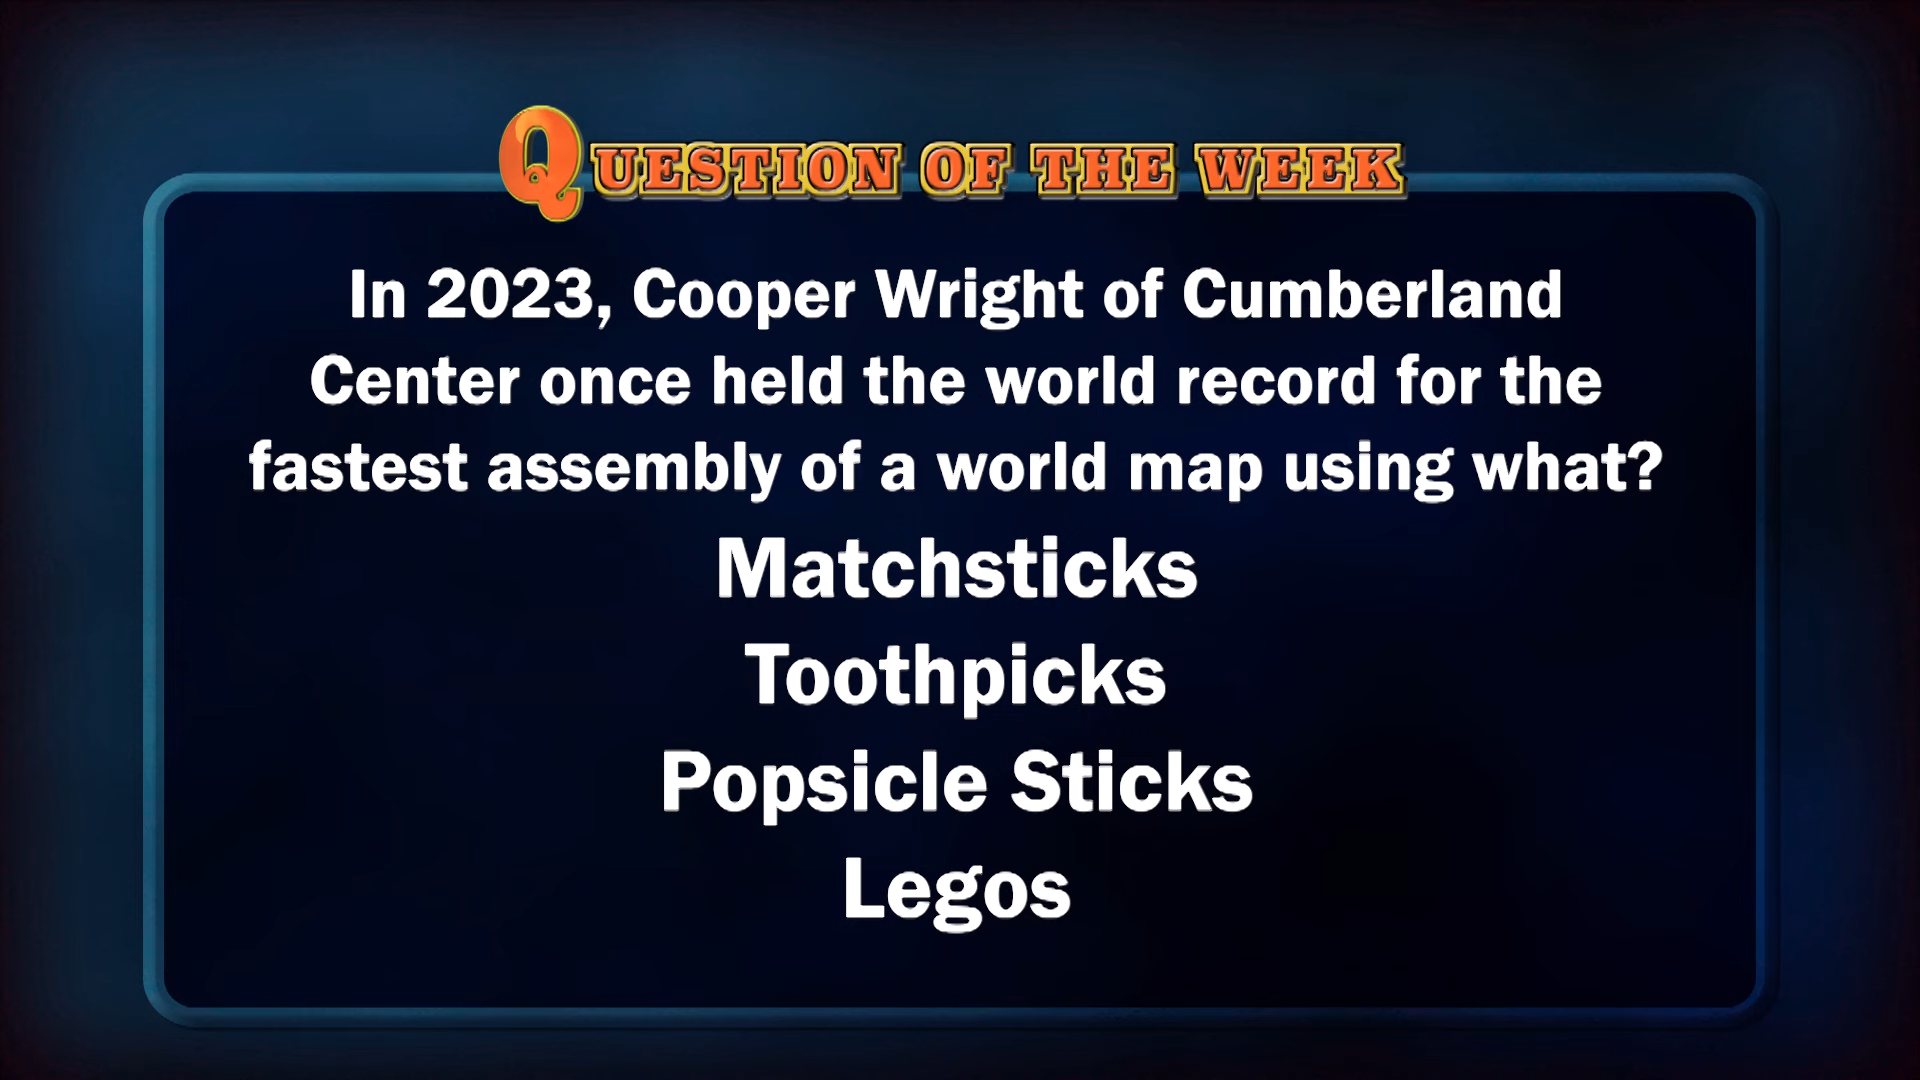 QUESTION OF THE WEEK
In 2023, Cooper Wright of Cumberland
Center once held the world record for the
fastest assembly of a world map using what?
Matchsticks
Toothpicks
Popsicle Sticks
Legos